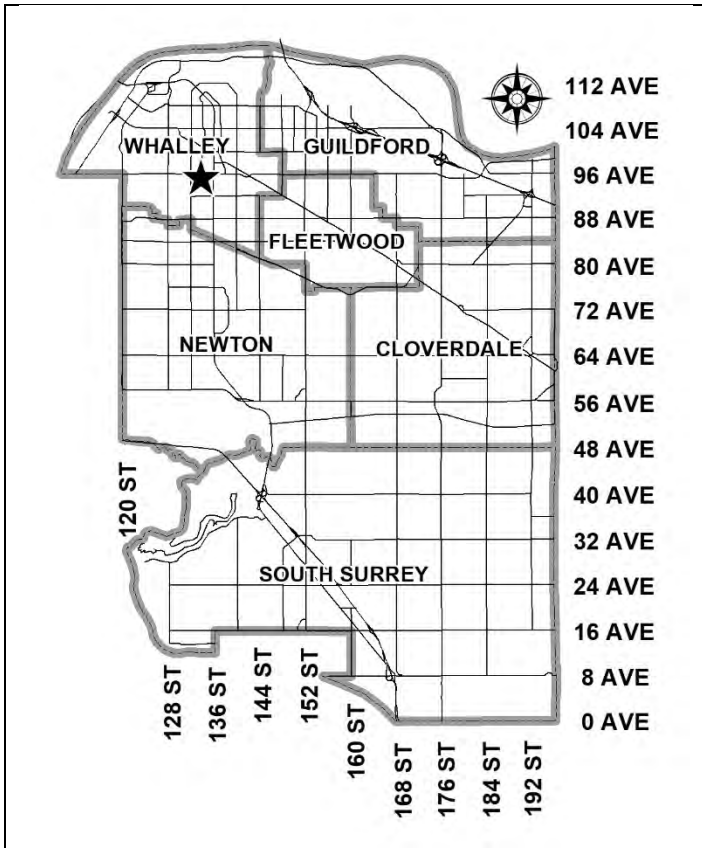 112 AVE
104 AVE
WHALLEY
GUILDFORD
96 AVE
88 AVE
FLEETWOOD
80 AVE
72 AVE
NEWTON
CLOVERDALE
64 AVE
56 AVE
48 AVE
120 ST
40 AVE
32 AVE
SOUTH SURREY
24 AVE
16 AVE
8 AVE
0 AVE
128 ST
136 ST
144 ST
152 ST
160 ST
168 ST
176 ST
184 ST
192 ST